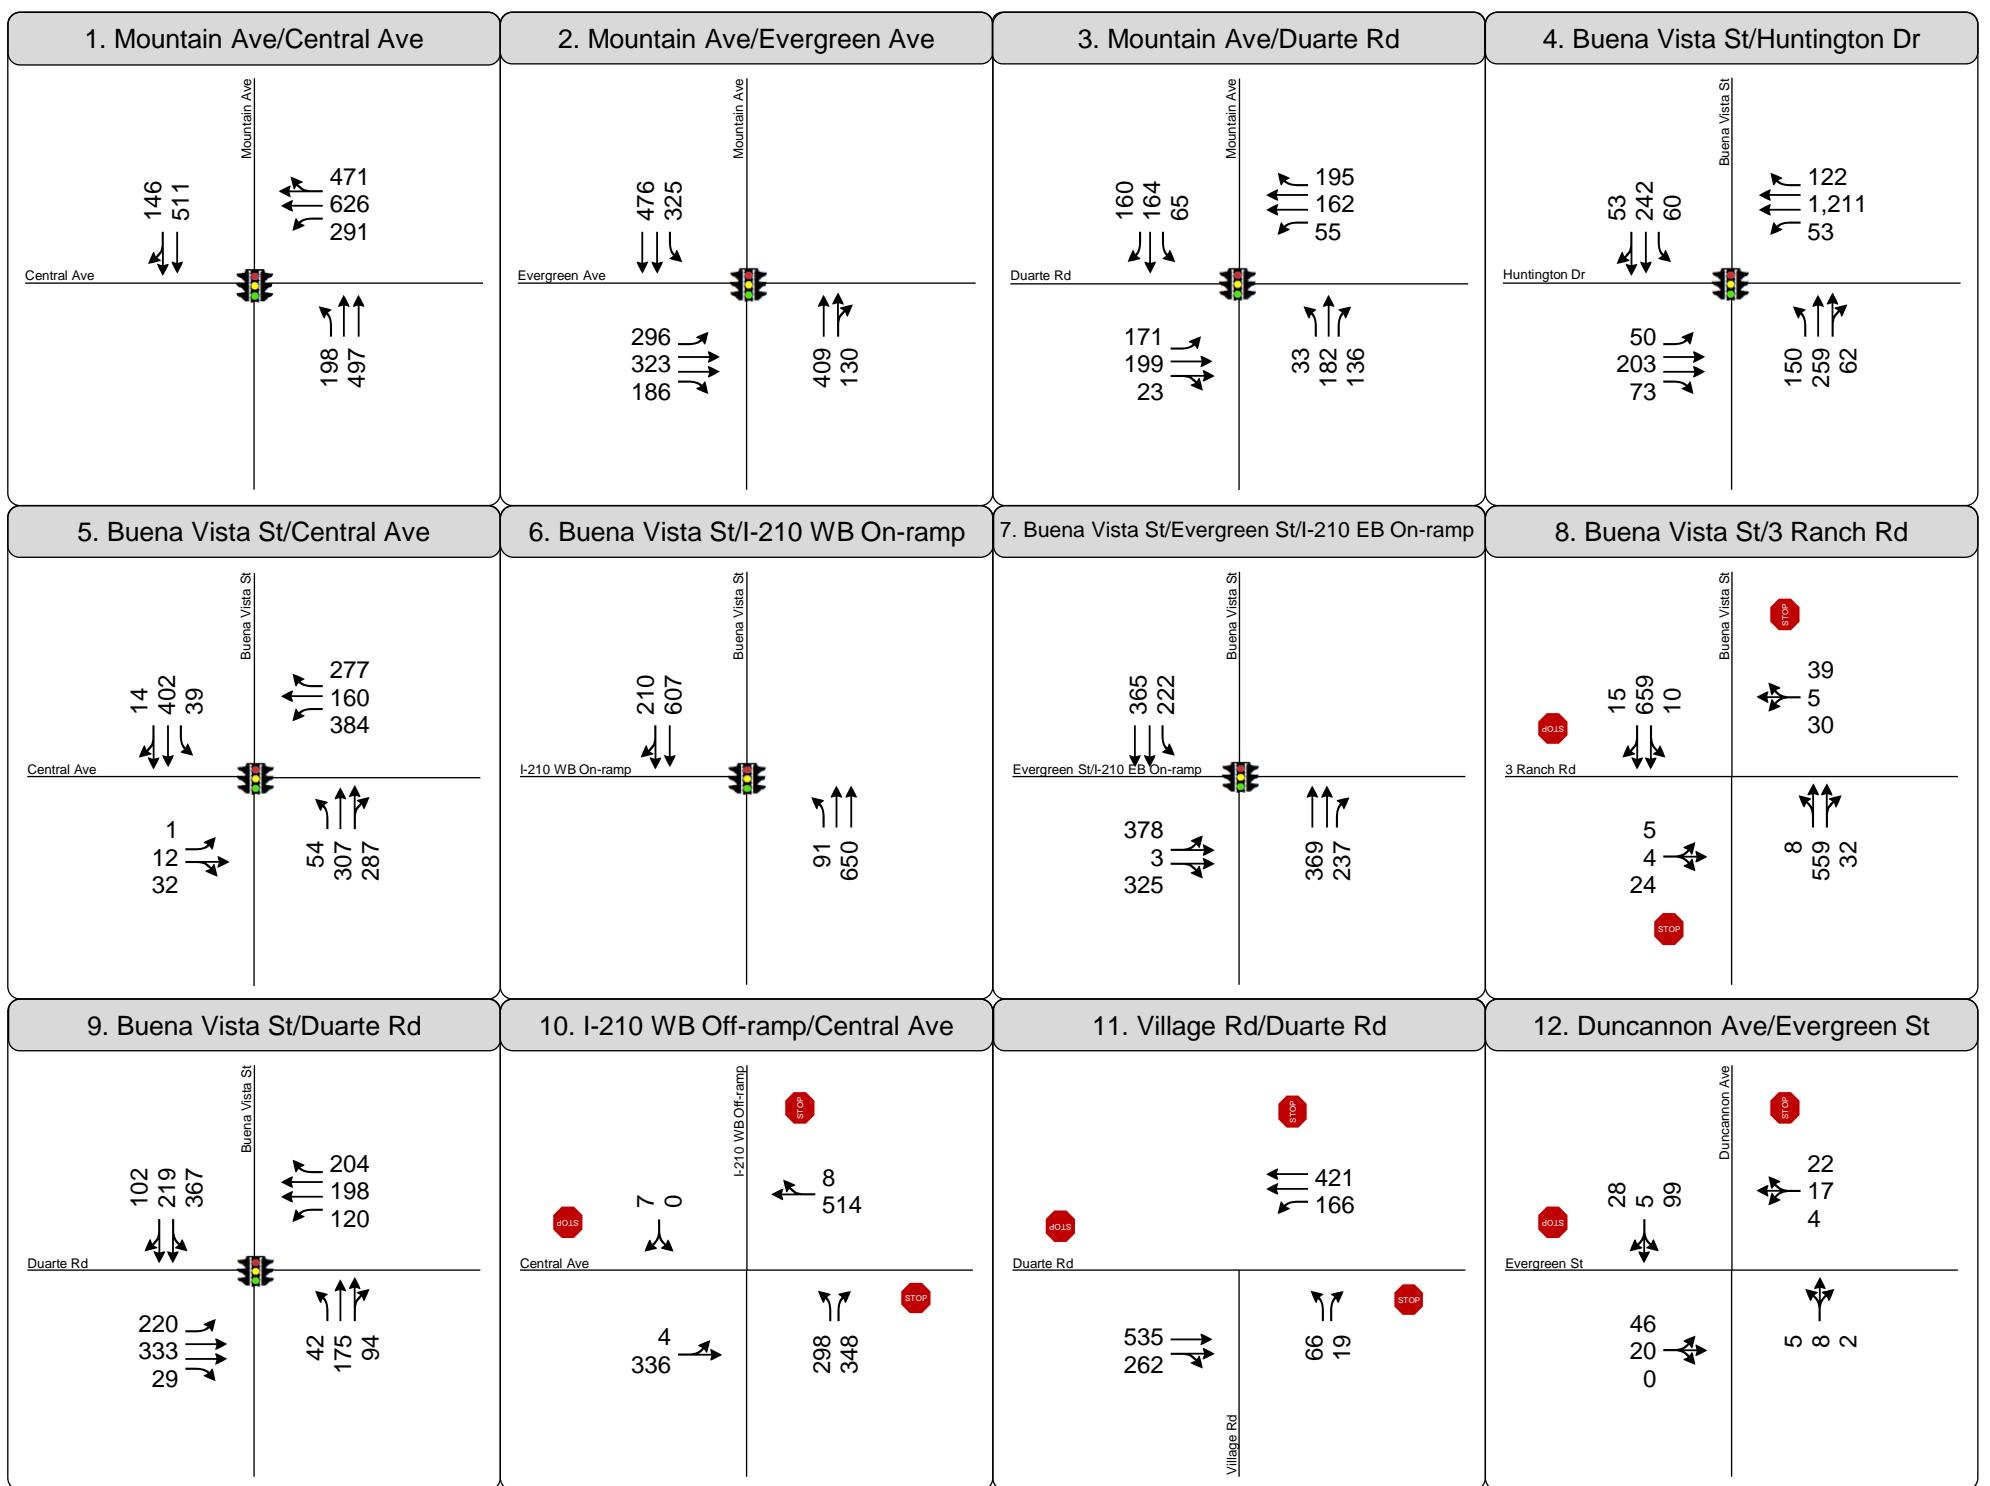 1. Mountain Ave/Central Ave
Mountain Ave
146
511
471
626
291
Central Ave
198
497
2. Mountain Ave/Evergreen Ave
Mountain Ave
476
325
Evergreen Ave
296
323
186
409
130
3. Mountain Ave/Duarte Rd
Mountain Ave
160
164
65
195
162
55
Duarte Rd
171
199
23
33
182
136
4. Buena Vista St/Huntington Dr
Buena Vista St
53
242
60
122
1,211
53
Huntington Dr
50
203
73
150
259
62
5. Buena Vista St/Central Ave
Buena Vista St
14
402
39
277
160
384
Central Ave
1
12
32
54
307
287
6. Buena Vista St/I-210 WB On-ramp
Buena Vista St
210
607
I-210 WB On-ramp
91
650
7. Buena Vista St/Evergreen St/I-210 EB On-ramp
Buena Vista St
365
222
Evergreen St/I-210 EB On-ramp
378
3
325
369
237
8. Buena Vista St/3 Ranch Rd
Buena Vista St
STOP
15
659
10
39
5
30
STOP
3 Ranch Rd
5
4
24
8
559
32
STOP
9. Buena Vista St/Duarte Rd
Buena Vista St
102
219
367
204
198
120
Duarte Rd
220
333
29
42
175
94
10. I-210 WB Off-ramp/Central Ave
I-210 WB Off-ramp
STOP
7
0
8
514
STOP
Central Ave
STOP
4
336
298
348
11. Village Rd/Duarte Rd
STOP
421
166
STOP
Duarte Rd
STOP
535
262
66
19
Village Rd
12. Duncannon Ave/Evergreen St
Duncannon Ave
STOP
28
5
99
22
17
4
STOP
Evergreen St
46
20
0
5
8
2